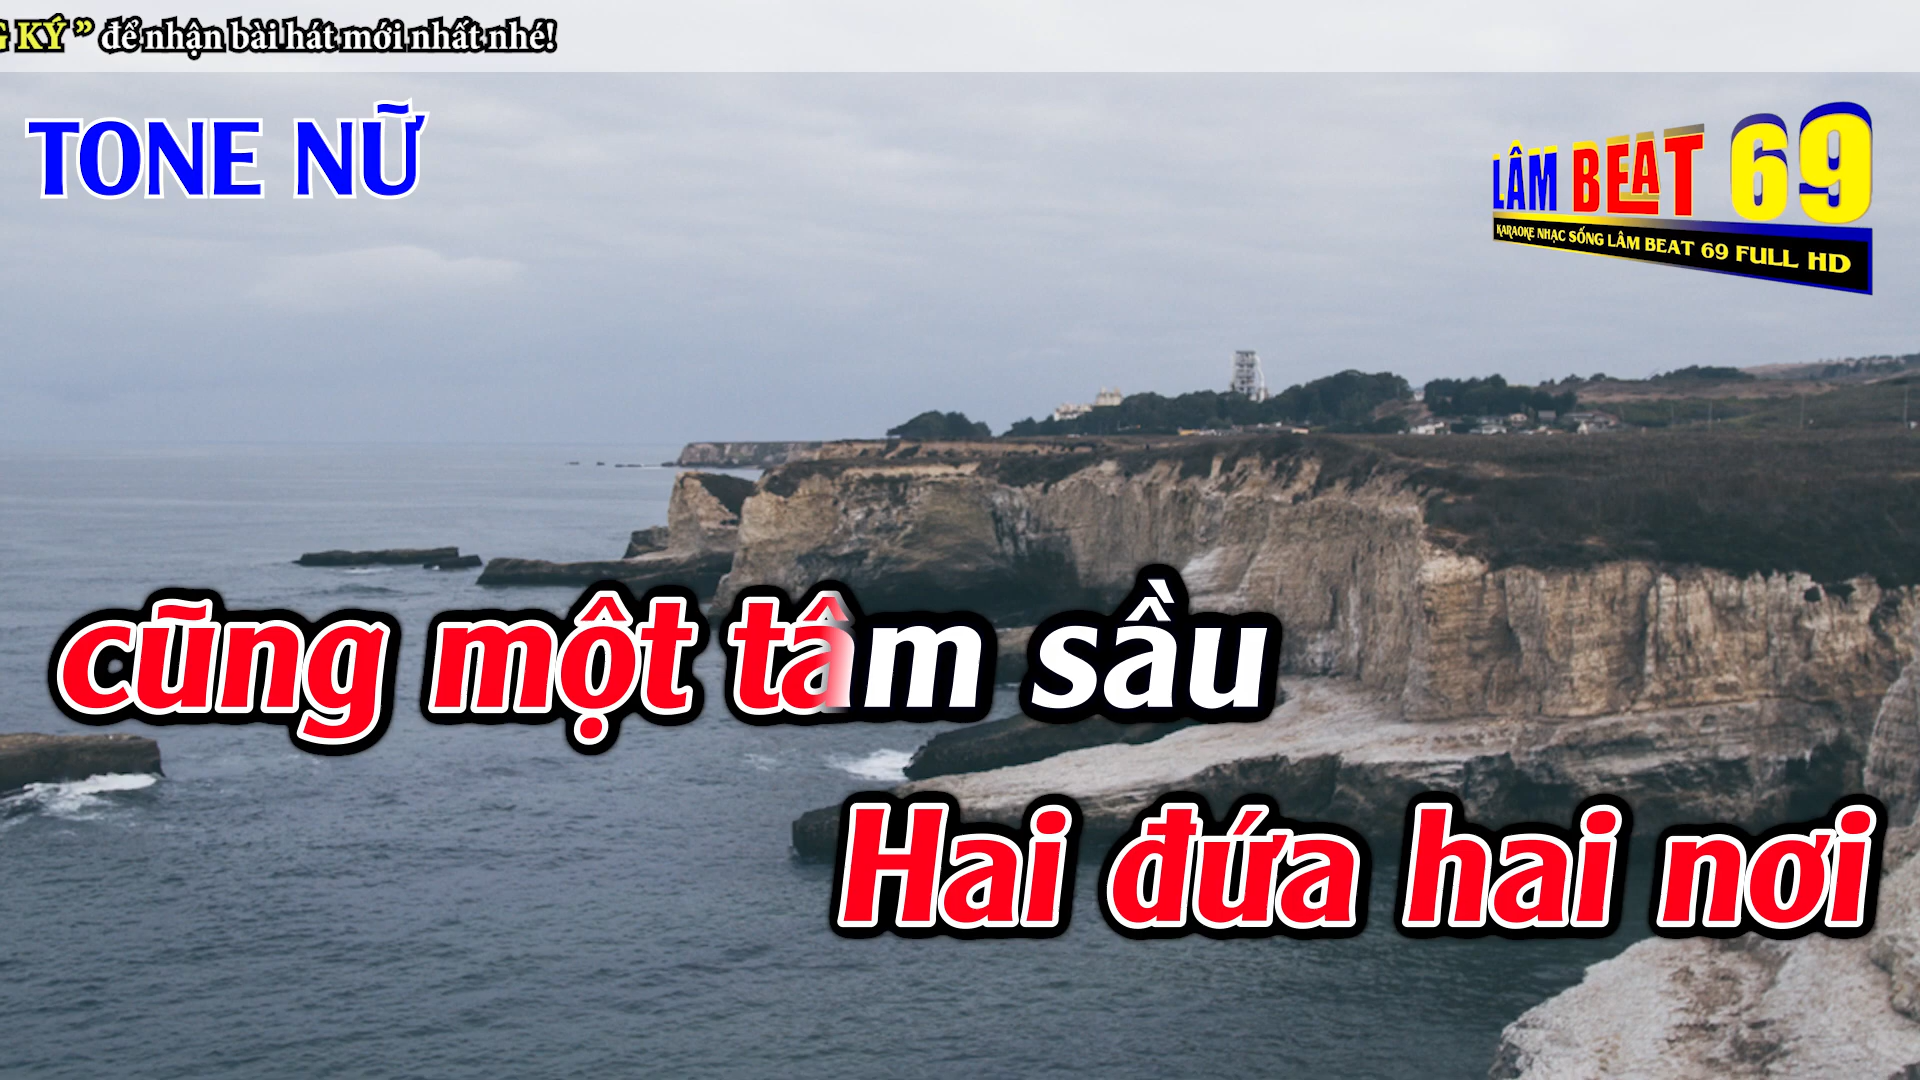 KÝ ” để nhận bài hát mới nhất nhé!
TONE NỮ
LÂM BEAT 69
KARAOKE NHẠC SỐNG LÂM BEAT 69 FULL HD
cũng một tâm sầu
Hai đứa hai nơi